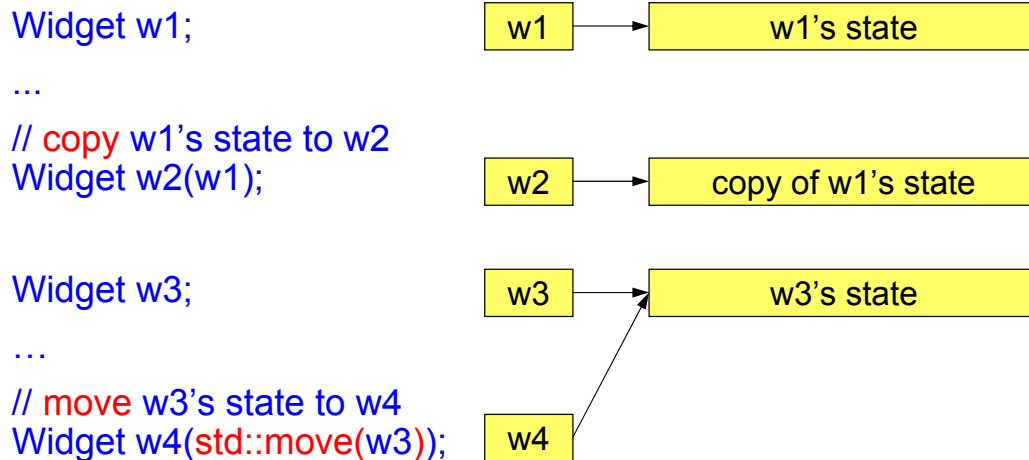 Widget w1;
w1
w1’s state
...
// copy w1’s state to w2
Widget w2(w1);
w2
copy of w1’s state
Widget w3;
w3
w3’s state
…
// move w3’s state to w4
Widget w4(std::move(w3));
w4